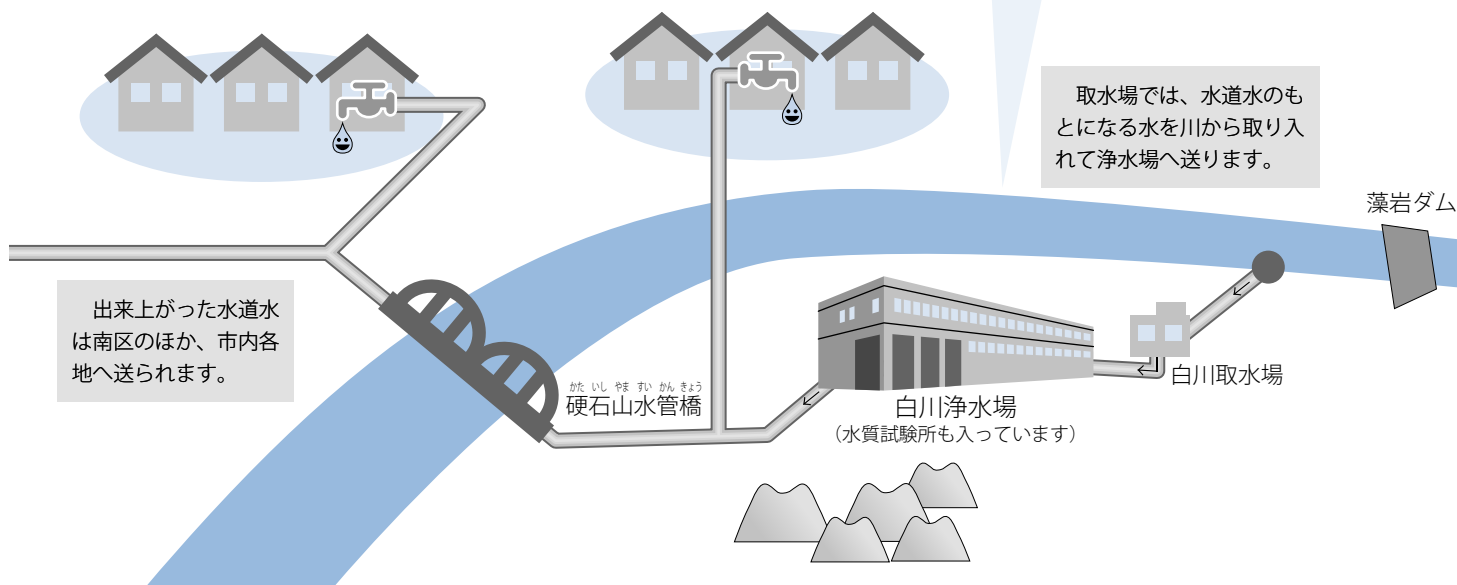 取水場では、水道水のも
とになる水を川から取り入
れて浄水場へ送ります。
藻岩ダム
　出来上がった水道水
は南区のほか、市内各
地へ送られます。
かた いし やま すい かん きょう
硬石山水管橋
白川浄水場
（水質試験所も入っています）
白川取水場